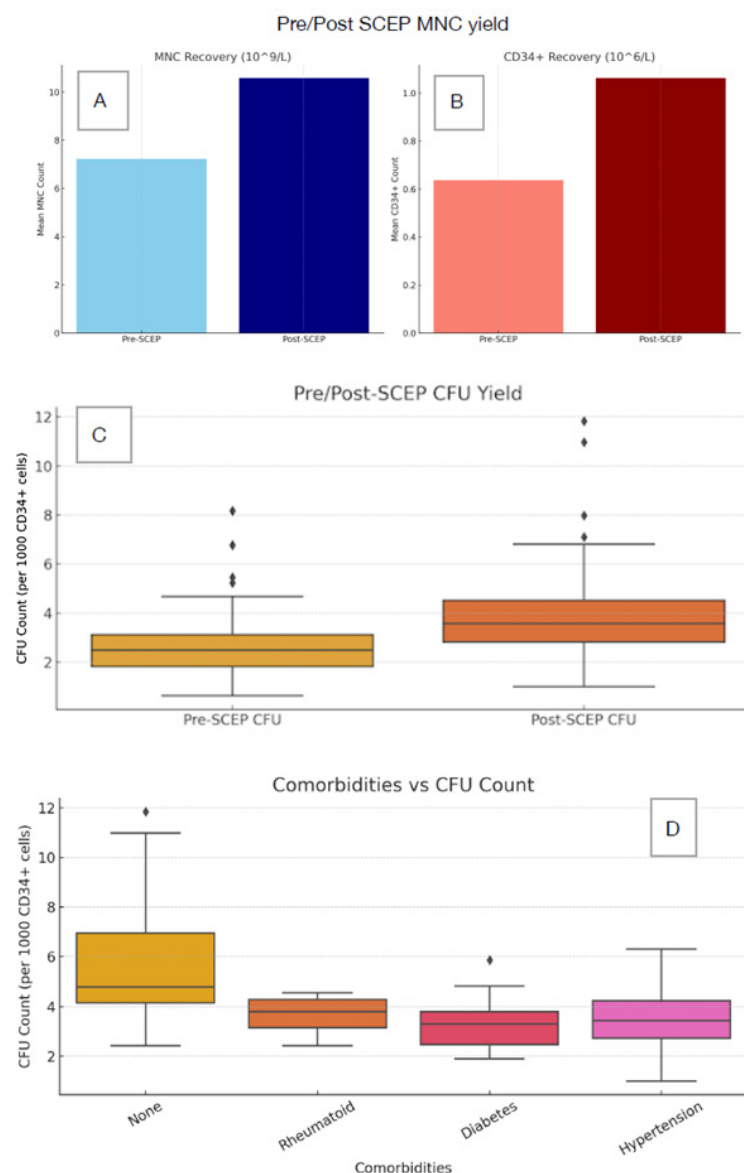 Pre/Post SCEP MNC yield
MNC Recovery (10^9/L)
A
Mean MNC Count
10
8
6
4
2
0
Pre-SCEP
Post-SCEP
CD34+ Recovery (10^6/L)
B
Mean CD34+ Count
1.0
0.8
0.6
0.4
0.2
0.0
Pre-SCEP
Post-SCEP
Pre/Post-SCEP CFU Yield
C
CFU Count (per 1000 CD34+ cells)
12
10
8
6
4
2
Pre-SCEP CFU
Post-SCEP CFU
Comorbidities vs CFU Count
D
CFU Count (per 1000 CD34+ cells)
12
10
8
6
4
2
None
Rheumatoid
Diabetes
Hypertension
Comorbidities